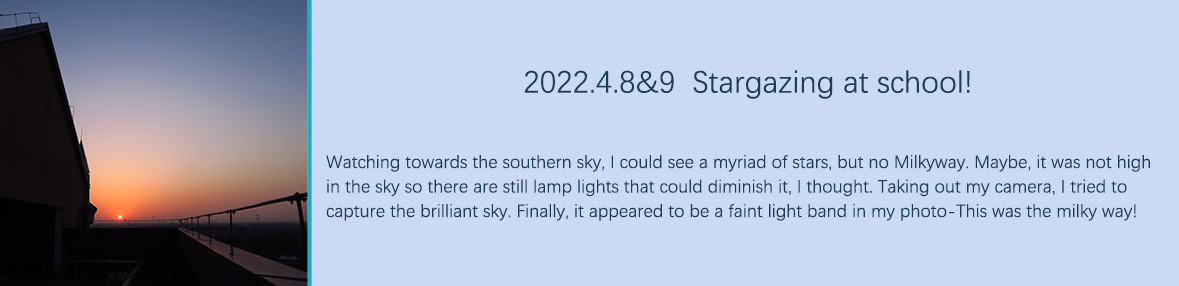 2022.4.8&9 Stargazing at school!
Watching towards the southern sky, I could see a myriad of stars, but no Milkyway. Maybe, it was not high
in the sky so there are still lamp lights that could diminish it, I thought. Taking out my camera, I tried to
capture the brilliant sky. Finally, it appeared to be a faint light band in my photo-This was the milky way!